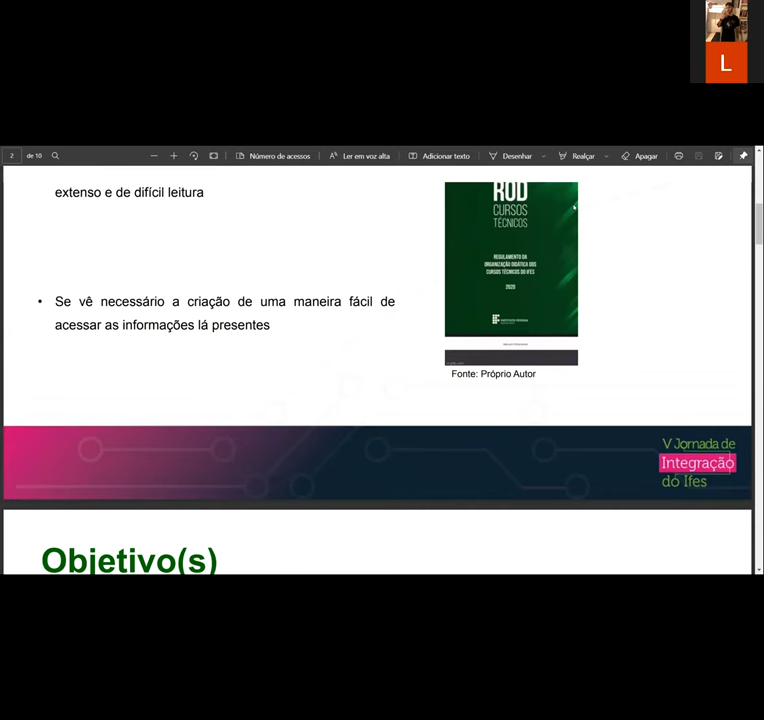 L
2 de 10 Número de acessos Ler em voz alta Adicionar texto Desenhar Realçar Apagar
extenso e de difícil leitura
ROD
CURSOS
TÉCNICOS
REGULAMENTO DA
ORGANIZAÇÃO DIDÁTICA DOS
CURSOS TÉCNICOS DO IFES
2020
INSTITUTO FEDERAL
• Se vê necessário a criação de uma maneira fácil de
acessar as informações lá presentes
Fonte: Próprio Autor
V Jornada de
Integração
do Ifes
Objetivo(s)